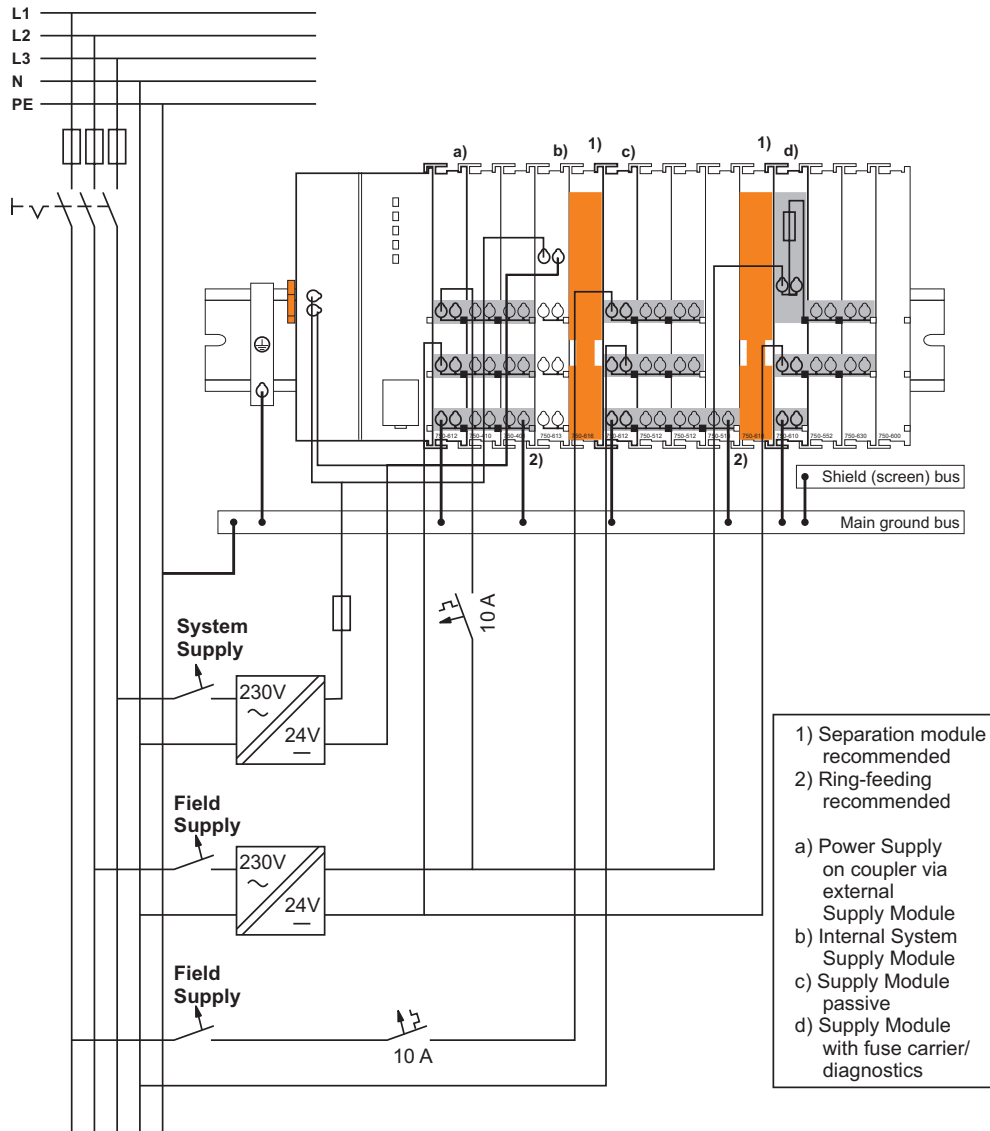 L1
L2
L3
N
PE
a)
b)
1)
c)
1)
d)
750-612
750-410
750-613
750-616
750-612
750-512
750-512
750-610
750-552
750-630
750-600
2)
2)
Shield (screen) bus
Main ground bus
10 A
System
Supply
230V
24V
Field
Supply
230V
24V
Field
Supply
10 A
1) Separation module
recommended
2) Ring-feeding
recommended
a) Power Supply
on coupler via
external
Supply Module
b) Internal System
Supply Module
c) Supply Module
passive
d) Supply Module
with fuse carrier/
diagnostics